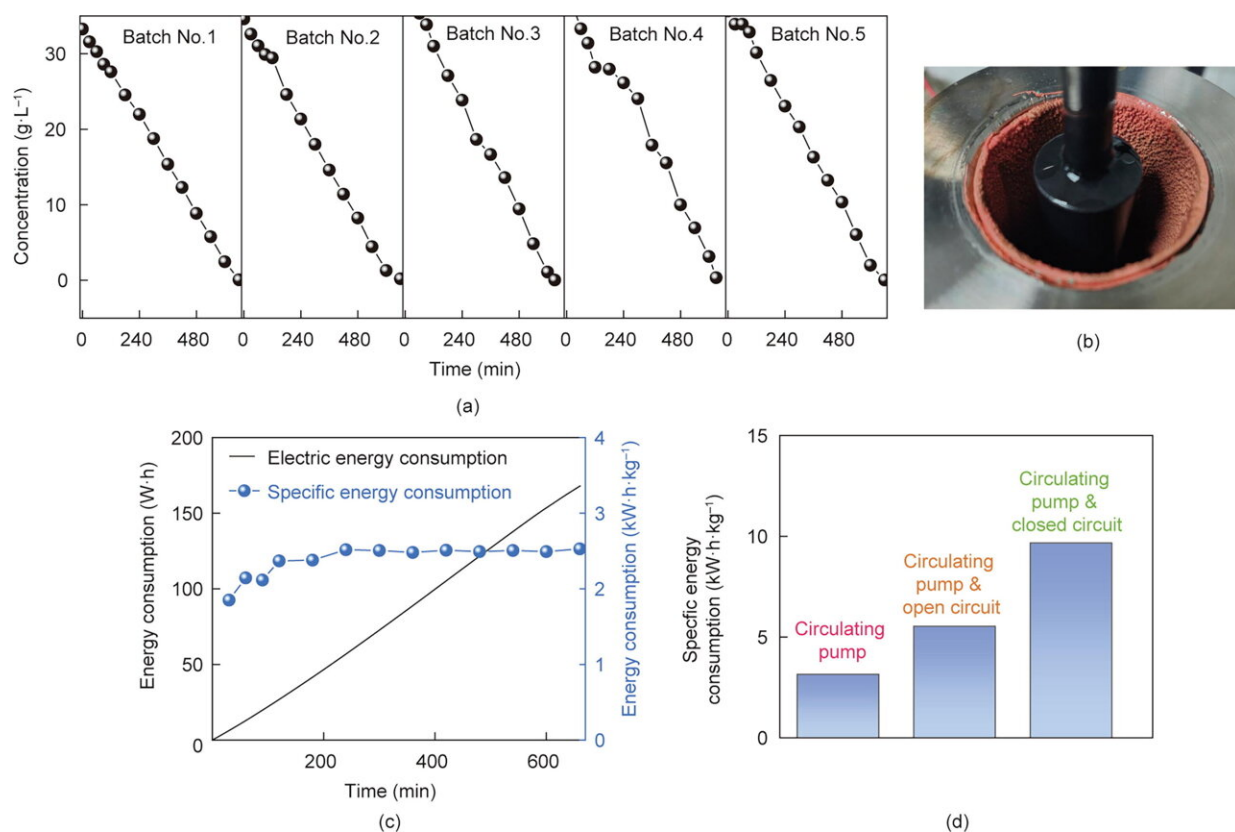 Batch No.1
Batch No.2
Batch No.3
Batch No.4
Batch No.5
Concentration (g·L⁻¹)
30
20
10
0
0 240 480
0 240 480
0 240 480
0 240 480
0 240 480
Time (min)
(a)
(b)
Energy consumption (W·h)
200
150
100
50
0
Electric energy consumption
Specific energy consumption
4
3
2
1
0
Energy consumption (kW·h·kg⁻¹)
200 400 600
Time (min)
(c)
Specfic energy
consumption (kW·h·kg⁻¹)
15
10
5
0
Circulating
pump
Circulating
pump &
open circuit
Circulating
pump &
closed circuit
(d)